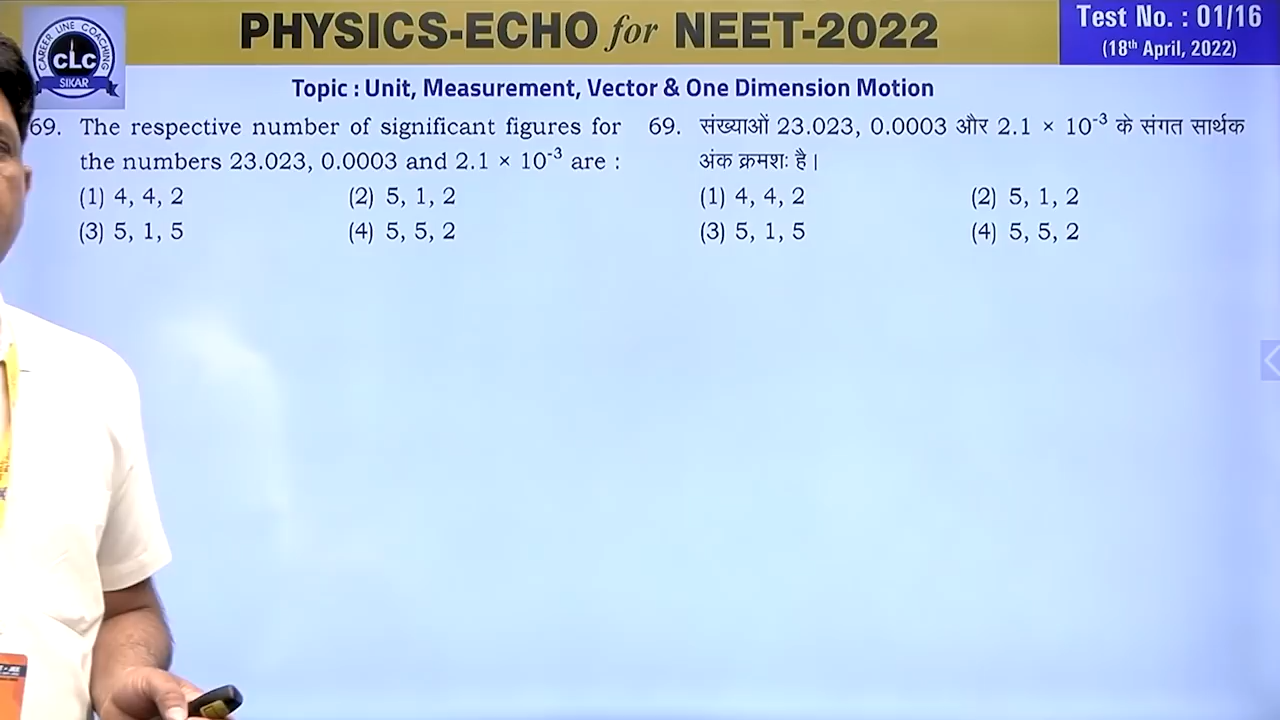 PHYSICS-ECHO for NEET-2022
Test No. : 01/16
(18th April, 2022)
CAREER LINE COACHING
CLC
SIKAR
Topic : Unit, Measurement, Vector & One Dimension Motion
69. The respective number of significant figures for
the numbers 23.023, 0.0003 and 2.1 × 10⁻³ are :
(1) 4, 4, 2 (2) 5, 1, 2
(3) 5, 1, 5 (4) 5, 5, 2
69. संख्याओं 23.023, 0.0003 और 2.1 × 10⁻³ के संगत सार्थक
अंक क्रमशः है।
(1) 4, 4, 2 (2) 5, 1, 2
(3) 5, 1, 5 (4) 5, 5, 2